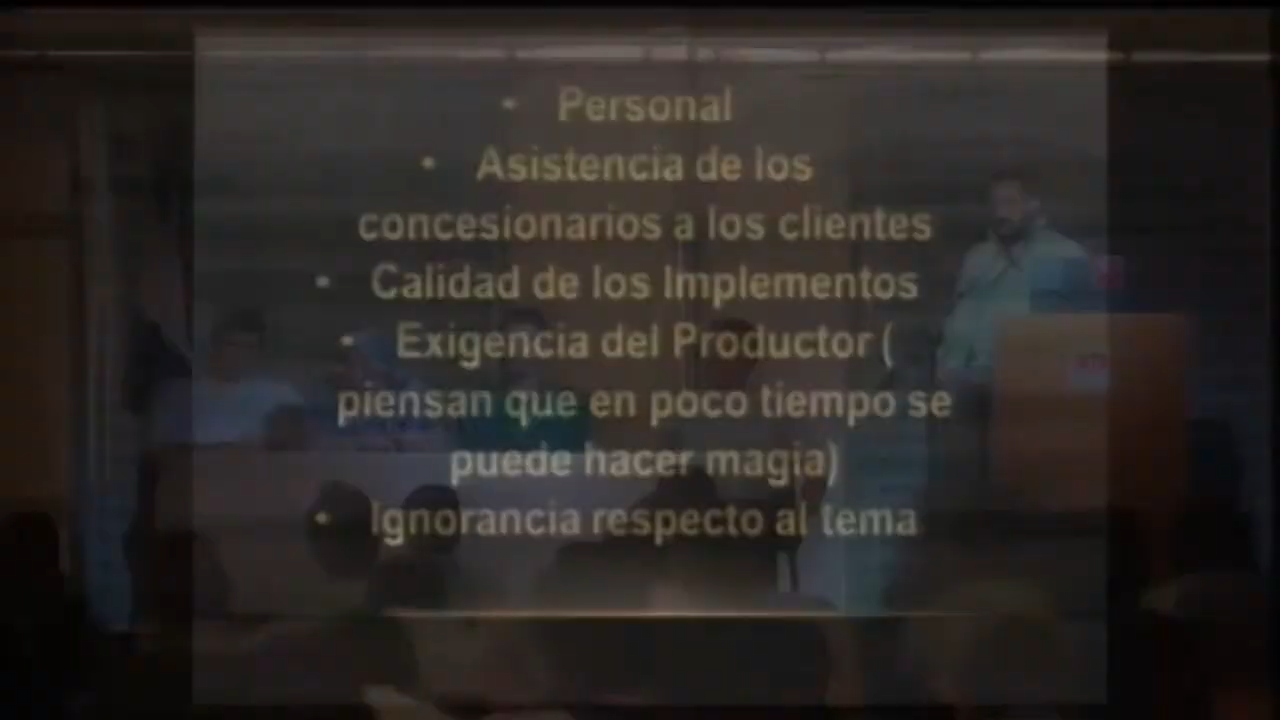 • Personal
• Asistencia de los
concesionarios a los clientes
• Calidad de los Implementos
• Exigencia del Productor (
piensan que en poco tiempo se
puede hacer magia)
• Ignorancia respecto al tema